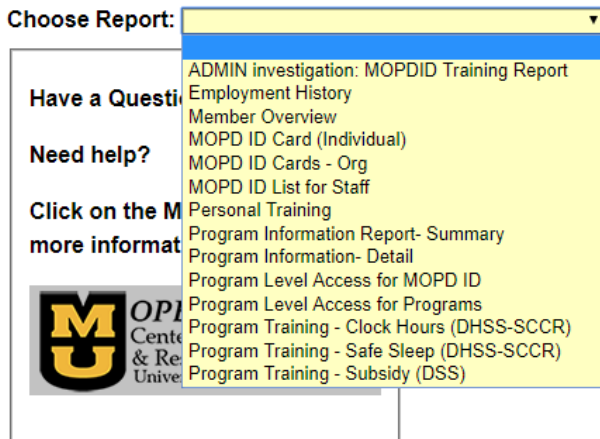 Choose Report:
ADMIN investigation: MOPDID Training Report
Employment History
Member Overview
MOPD ID Card (Individual)
MOPD ID Cards - Org
MOPD ID List for Staff
Personal Training
Program Information Report- Summary
Program Information- Detail
Program Level Access for MOPD ID
Program Level Access for Programs
Program Training - Clock Hours (DHSS-SCCR)
Program Training - Safe Sleep (DHSS-SCCR)
Program Training - Subsidy (DSS)
Have a Questi
Need help?
Click on the M
more informat
MU
OPE
Cente
& Re
Unive